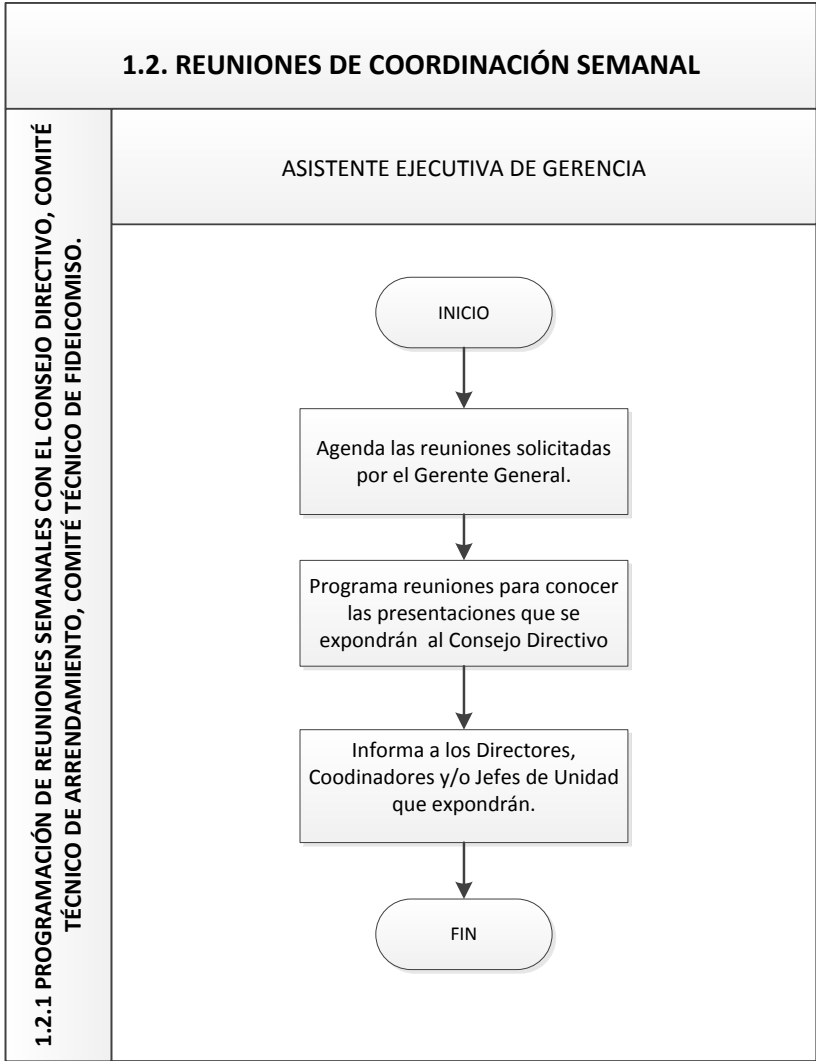 1.2. REUNIONES DE COORDINACIÓN SEMANAL
1.2.1 PROGRAMACIÓN DE REUNIONES SEMANALES CON EL CONSEJO DIRECTIVO, COMITÉ
TÉCNICO DE ARRENDAMIENTO, COMITÉ TÉCNICO DE FIDEICOMISO.
ASISTENTE EJECUTIVA DE GERENCIA
INICIO
Agenda las reuniones solicitadas
por el Gerente General.
Programa reuniones para conocer
las presentaciones que se
expondrán al Consejo Directivo
Informa a los Directores,
Coodinadores y/o Jefes de Unidad
que expondrán.
FIN